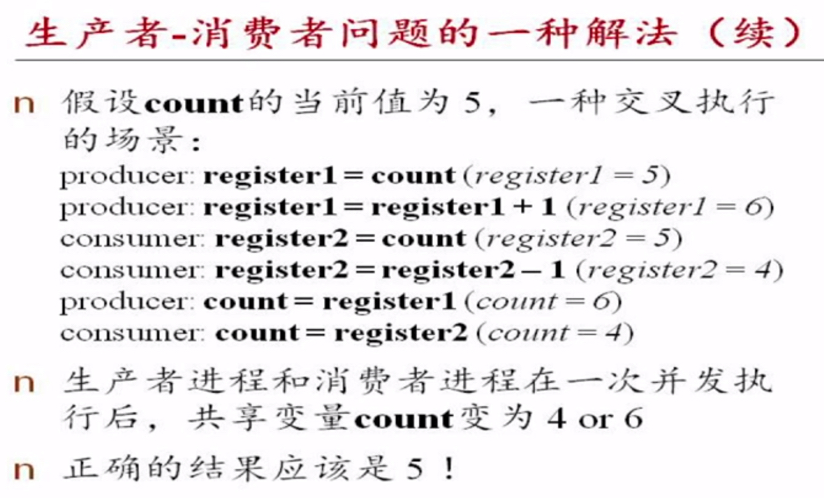 生产者-消费者问题的一种解法（续）
n 假设count的当前值为 5，一种交叉执行
的场景：
producer: register1 = count (register1 = 5)
producer: register1 = register1 + 1 (register1 = 6)
consumer: register2 = count (register2 = 5)
consumer: register2 = register2 – 1 (register2 = 4)
producer: count = register1 (count = 6)
consumer: count = register2 (count = 4)
n 生产者进程和消费者进程在一次并发执
行后，共享变量count变为 4 or 6
n 正确的结果应该是 5！